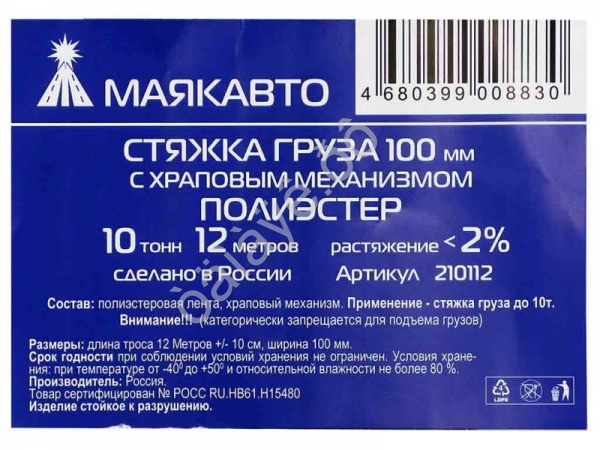 МАЯКАВТО
4 680399 008830
СТЯЖКА ГРУЗА 100 мм
С ХРАПОВЫМ МЕХАНИЗМОМ
ПОЛИЭСТЕР
10 тонн 12 метров растяжение < 2%
сделано в России Артикул 210112
Состав: полиэстеровая лента, храповый механизм. Применение - стяжка груза до 10т.
Внимание!!! (категорически запрещается для подъема грузов)
Размеры: длина троса 12 Метров +/- 10 см, ширина 100 мм.
Срок годности при соблюдении условий хранения не ограничен. Условия хране-
ния: при температуре от -40⁰ до +50⁰ и относительной влажности не более 80 %.
Производитель: Россия.
Товар сертифицирован № РОСС RU.HB61.H15480
Изделие стойкое к разрушению.
4
LDPE